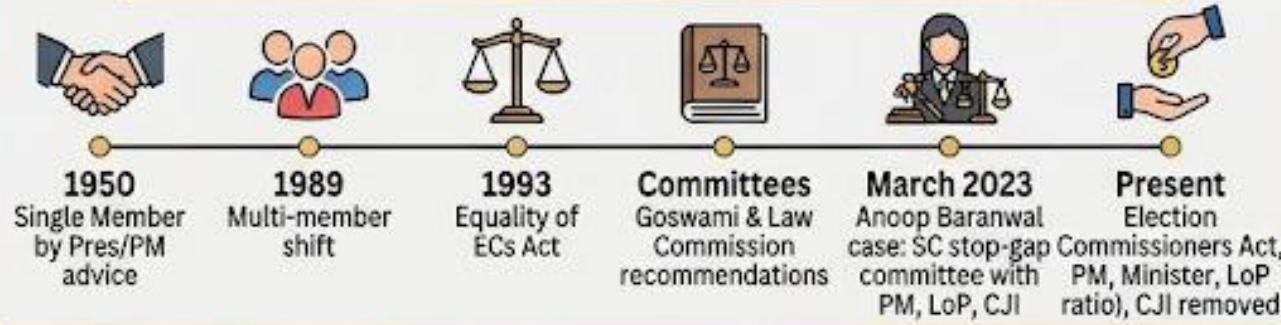 1950
Single Member
by Pres/PM
advice
1989
Multi-member
shift
1993
Equality of
ECs Act
Committees
Goswami & Law
Commission
recommendations
March 2023
Anoop Baranwal
case: SC stop-gap
committee with
PM, LoP, CJI
Present
Election
Commissioners Act,
PM, Minister, LoP
ratio), CJI removed